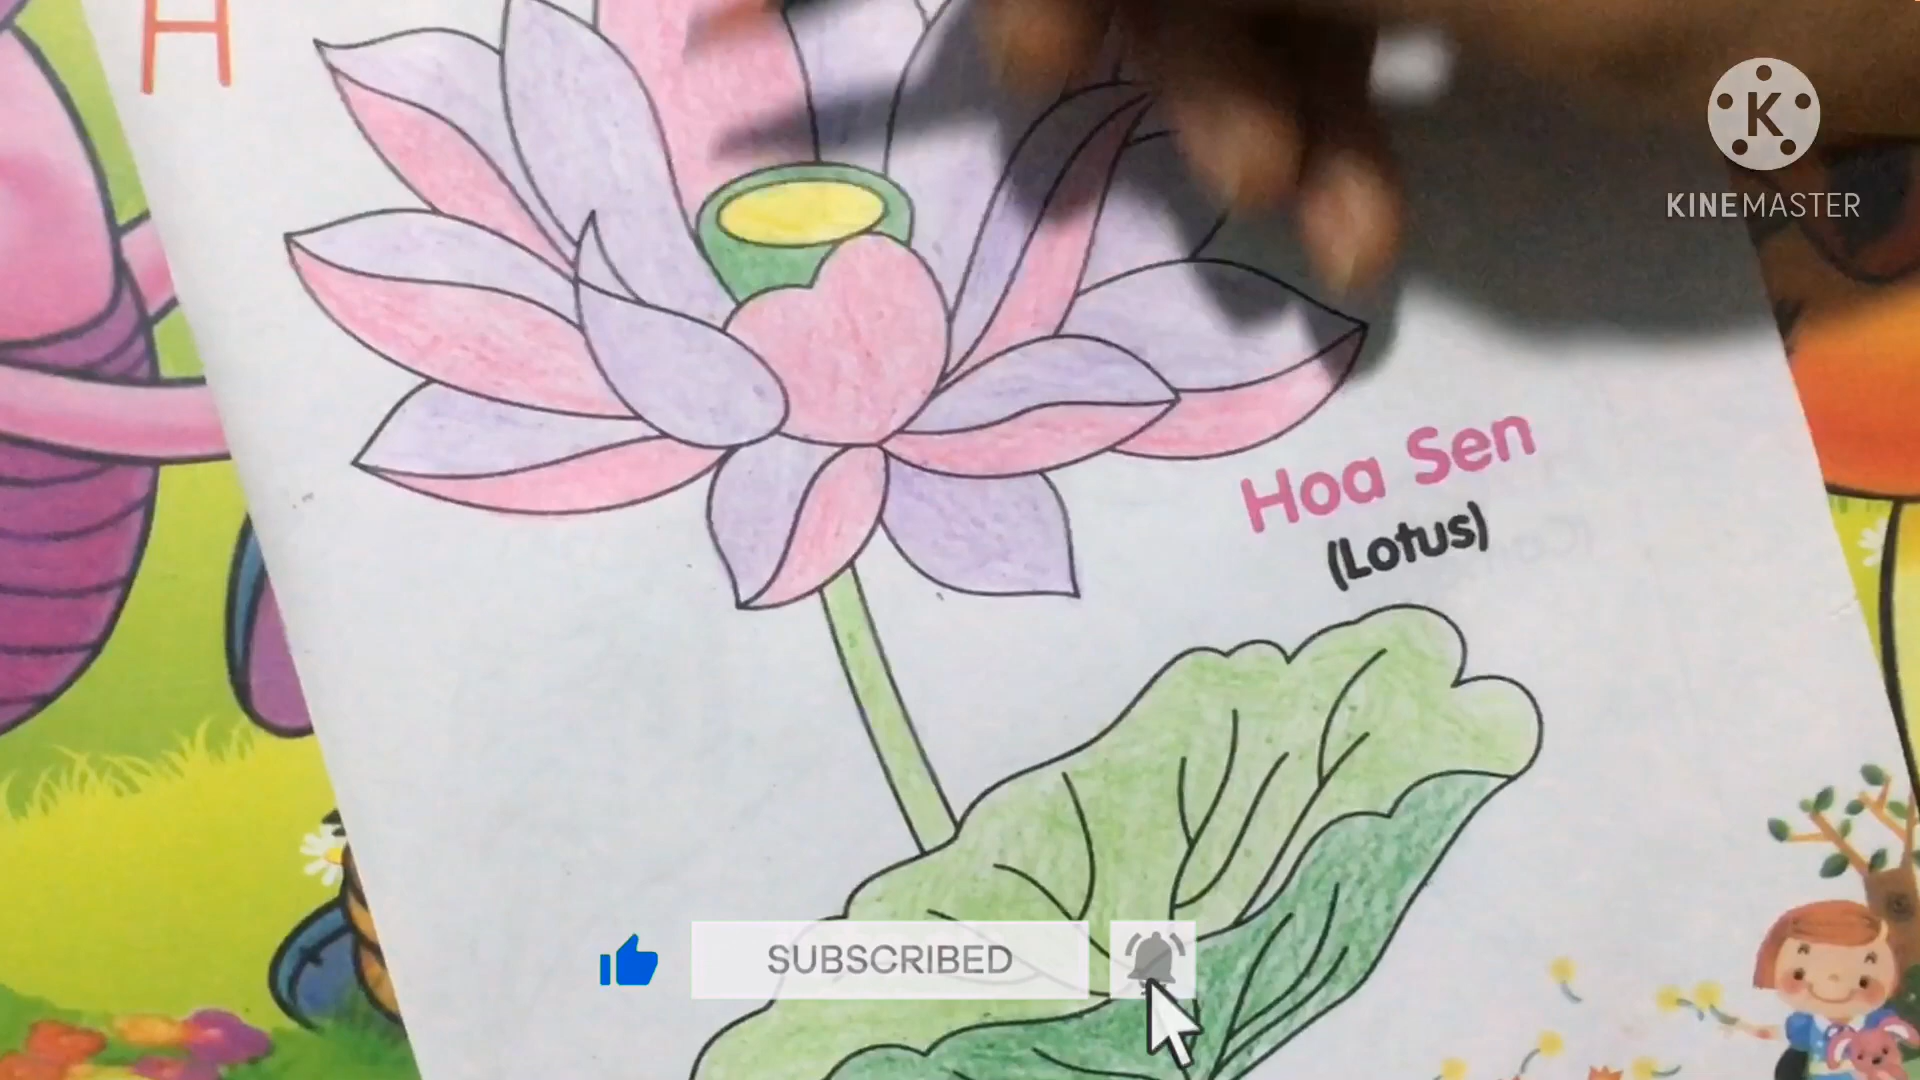 H
K
KINEMASTER
Hoa Sen
(Lotus)
SUBSCRIBED